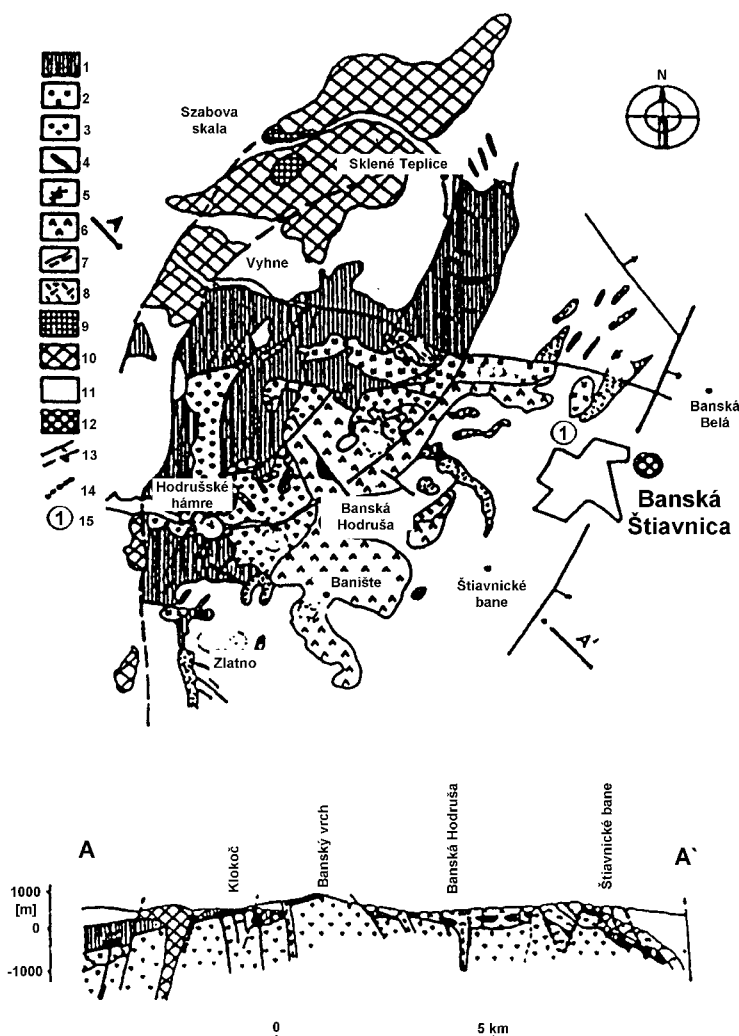 1
2
3
4
5
6
7
8
9
10
11
12
13
14
1 15
N
Szabova
skala
Sklené Teplice
A
Vyhne
Banská
Belá
1
Hodrušské
hámre
Banská
Hodruša
Banská
Štiavnica
Banište
Štiavnické
bane
A'
Zlatno
A
Klokoč
Banský vrch
Banská Hodruša
Štiavnické bane
A`
1000
[m]
0
-1000
0 5 km